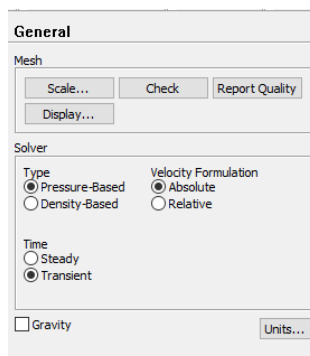 General
Mesh
Scale... Check Report Quality
Display...
Solver
Type Velocity Formulation
Pressure-Based Absolute
Density-Based Relative
Time
Steady
Transient
Gravity Units...